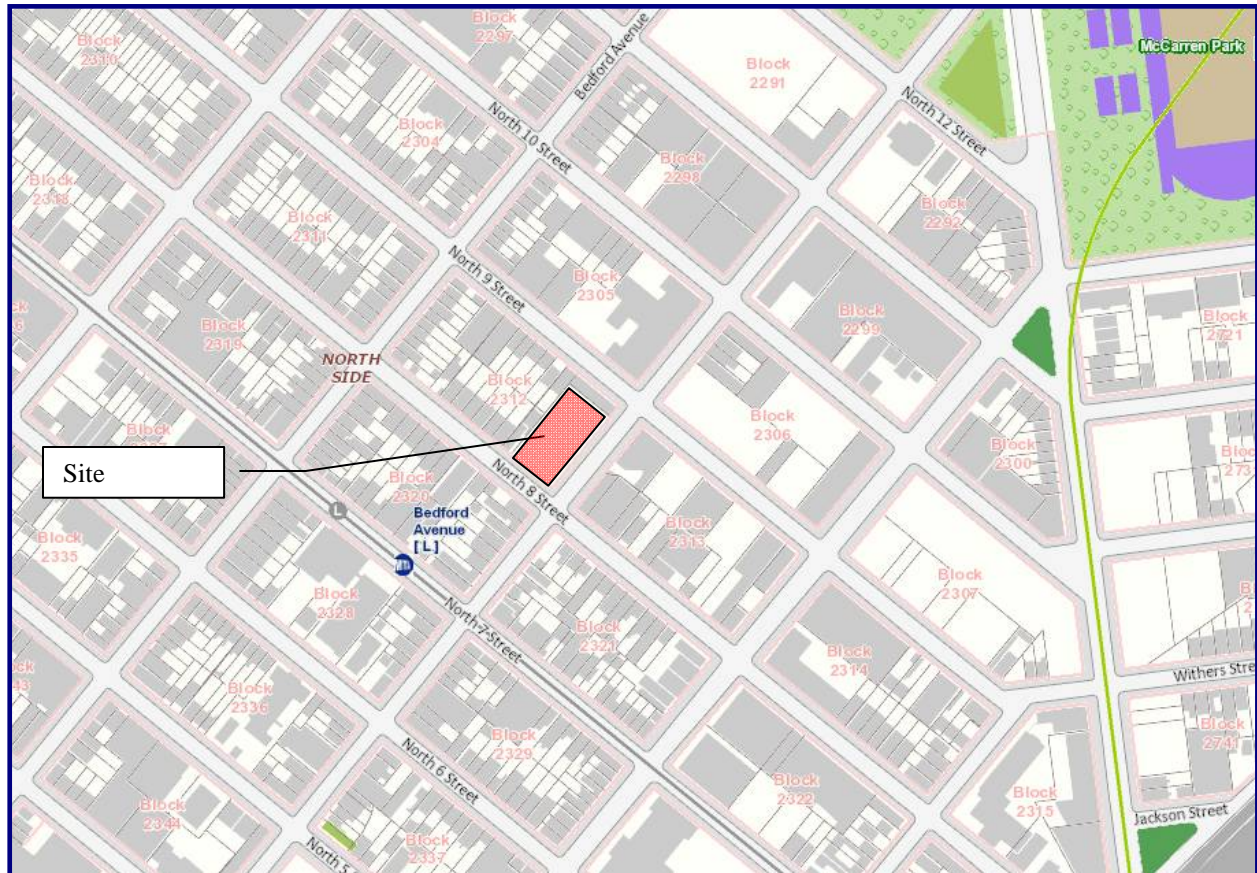 Block
2310
Block
2297
Bedford Avenue
McCarren Park
Block
2291
North 12 Street
Block
2304
North 10 Street
Block
2298
Block
2318
Block
2311
Block
2292
North 9 Street
Block
2305
Block
2299
Block
2319
NORTH
SIDE
Block
2312
Block
2306
Block
2721
Block
2300
Site
Block
2320
North 8 Street
Bedford
Avenue
[ L ]
L
MTA
Block
2313
Block
2335
Block
2328
Block
2307
North 7 Street
Block
2321
Block
2314
Withers Stre
Block
2336
Block
2329
Block
2741
North 6 Street
Block
2322
Block
2315
Block
2344
Jackson Street
North 5
Block
2337